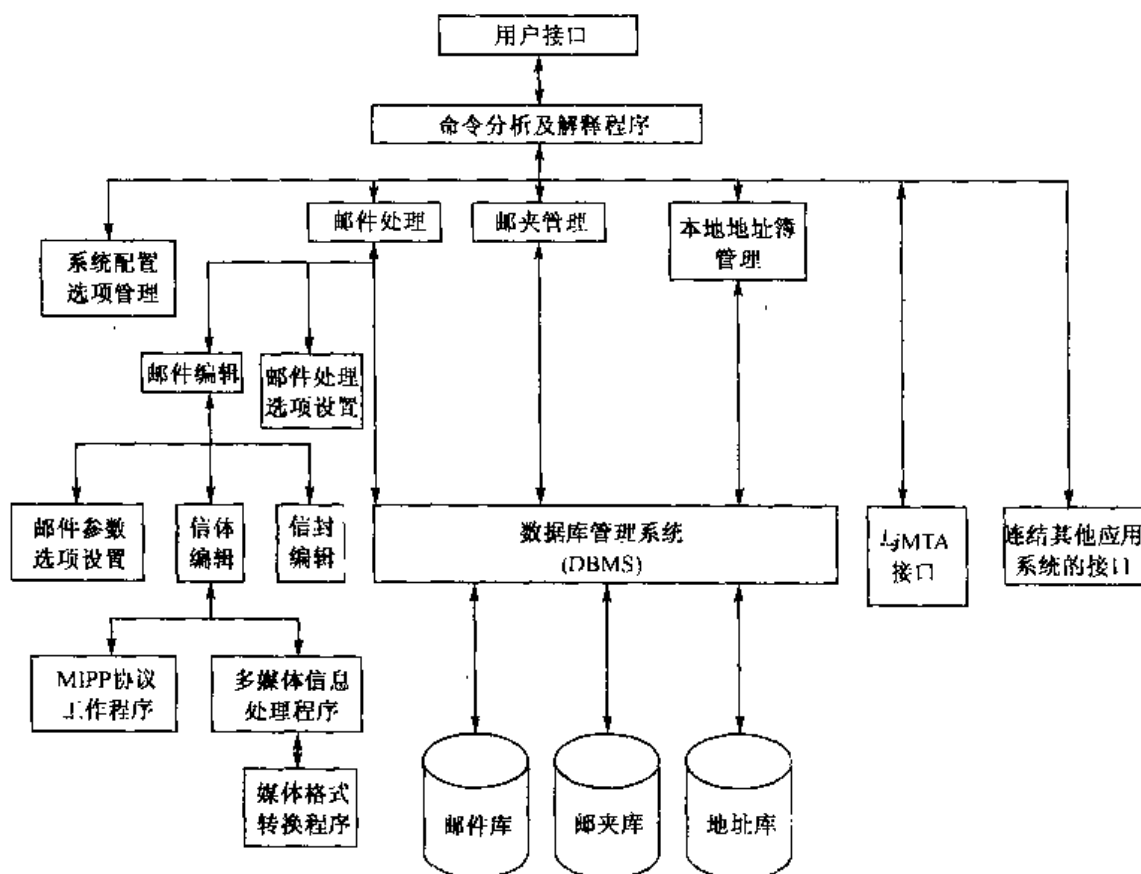 用户接口
命令分析及解释程序
邮件处理
邮夹管理
本地地址簿
管理
系统配置
选项管理
邮件编辑
邮件处理
选项设置
邮件参数
选项设置
信体
编辑
信封
编辑
数据库管理系统
(DBMS)
与MTA
接口
连结其他应用
系统的接口
MIPP协议
工作程序
多媒体信息
处理程序
媒体格式
转换程序
邮件库
邮夹库
地址库